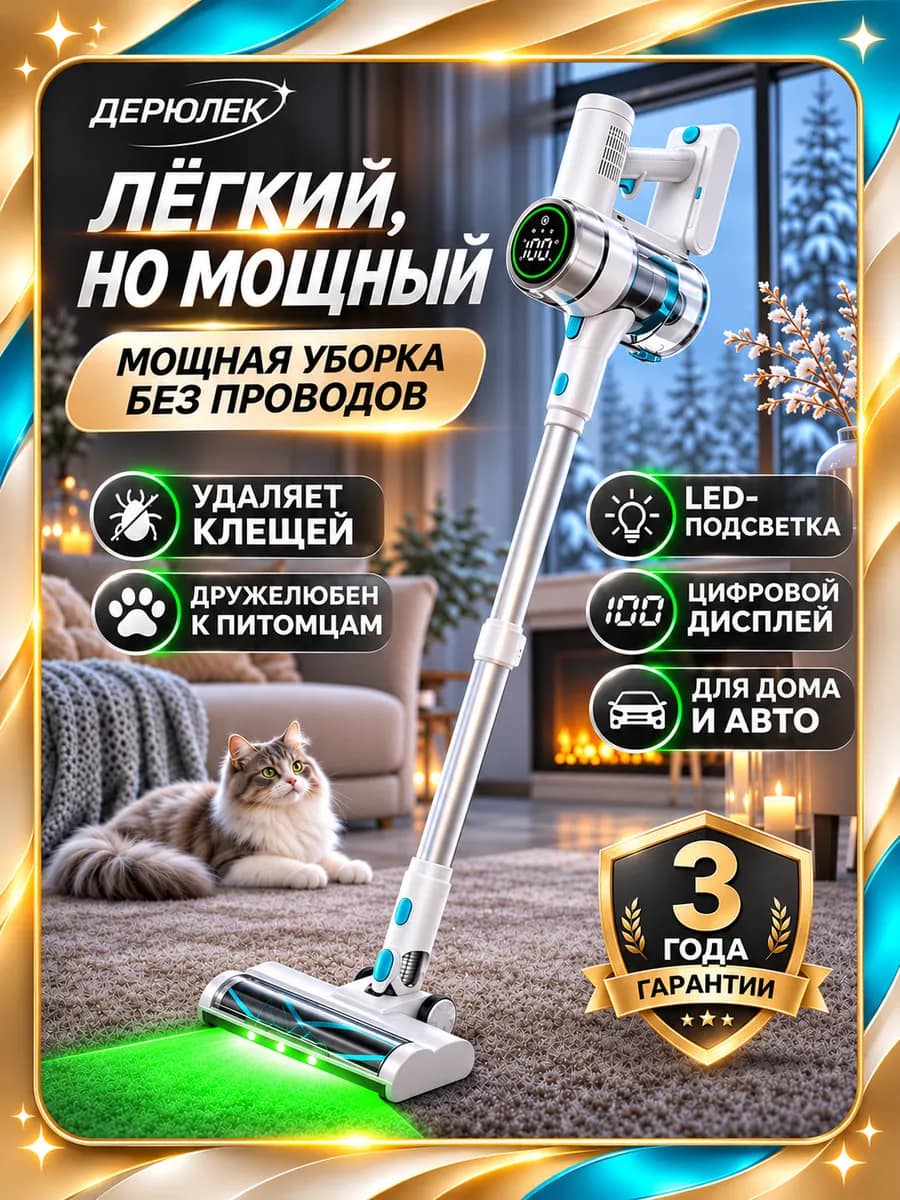 ДЕРЮЛЕК
ЛЁГКИЙ,
НО МОЩНЫЙ
МОЩНАЯ УБОРКА
БЕЗ ПРОВОДОВ
УДАЛЯЕТ
КЛЕЩЕЙ
ДРУЖЕЛЮБЕН
К ПИТОМЦАМ
100
LED-
ПОДСВЕТКА
100
ЦИФРОВОЙ
ДИСПЛЕЙ
ДЛЯ ДОМА
И АВТО
3
ГОДА
ГАРАНТИИ